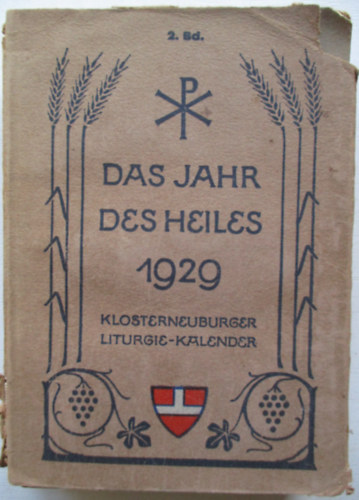 2. Bd.
DAS JAHR
DES HEILES
1929
KLOSTERNEUBURGER
LITURGIE-KALENDER